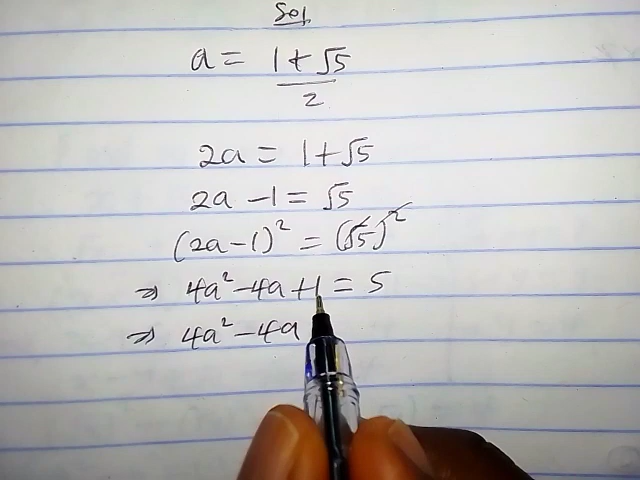 Sol
a = 1 + √5 / 2
2a = 1 + √5
2a - 1 = √5
(2a - 1)² = (√5)²
⇒ 4a² - 4a + 1 = 5
⇒ 4a² - 4a